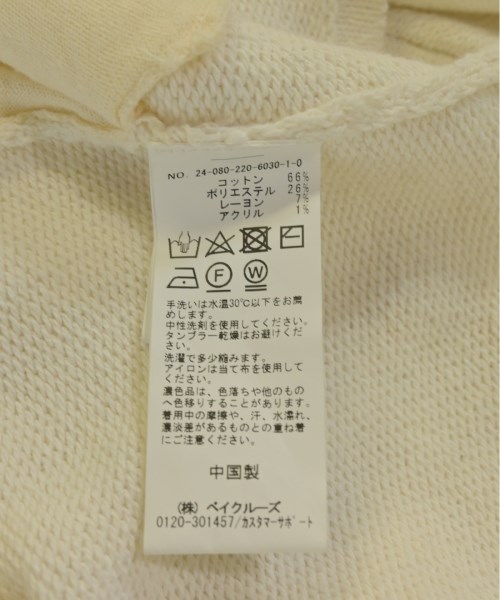 NO. 24-080-220-6030-1-0
コットン 66%
ポリエステル 26%
レーヨン 7%
アクリル 1%
F W
手洗いは水温30℃以下をお薦
めします。
中性洗剤を使用してください。
タンブラー乾燥はお避けくだ
さい。
洗濯で多少縮みます。
アイロンは当て布を使用して
ください。
濃色品は、色落ちや他のもの
へ色移りすることがあります。
着用中の摩擦や、汗、水濡れ、
濃淡差があるものとの重ね着
にご注意ください。
中国製
(株) ベイクルーズ
0120-301457/カスタマーサポート